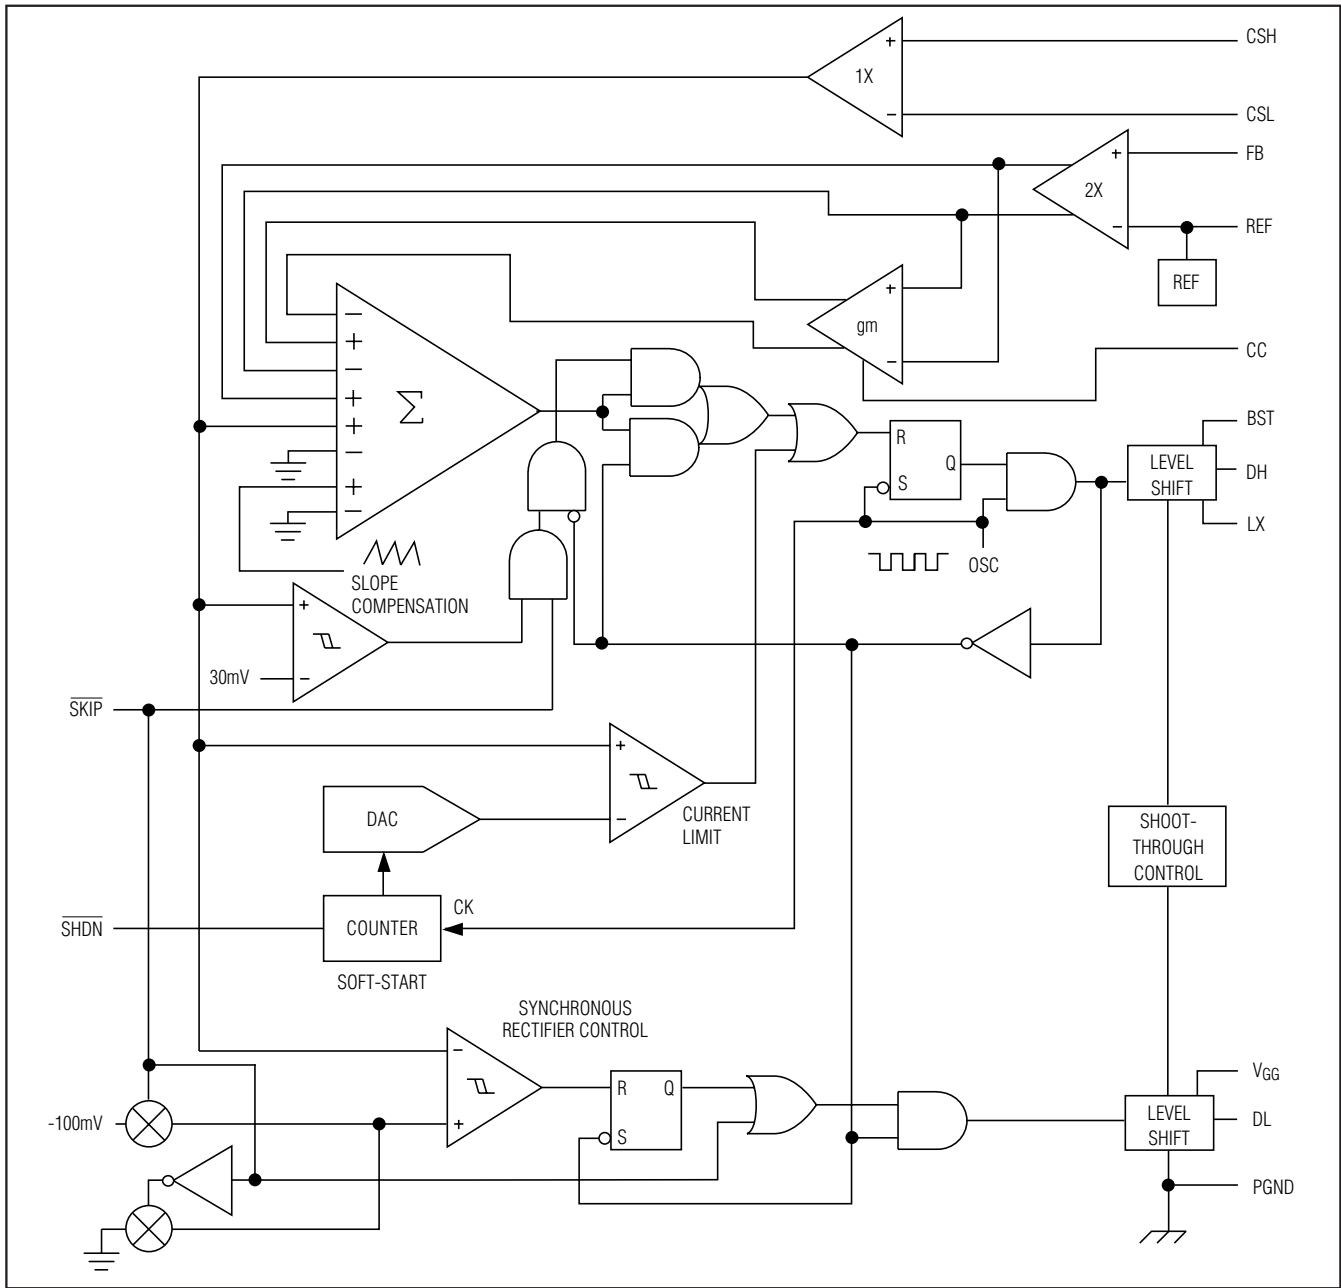 CSH
+
1X
−
CSL
FB
+
2X
−
REF
REF
+
gm
−
CC
−
+
−
+
+
−
+
−
Σ
BST
R
Q
S
LEVEL
SHIFT
DH
LX
OSC
SLOPE
COMPENSATION
+
30mV
−
SKIP
+
−
CURRENT
LIMIT
DAC
SHOOT-
THROUGH
CONTROL
CK
SHDN
COUNTER
SOFT-START
SYNCHRONOUS
RECTIFIER CONTROL
−
+
R
Q
S
-100mV
VGG
LEVEL
SHIFT
DL
PGND